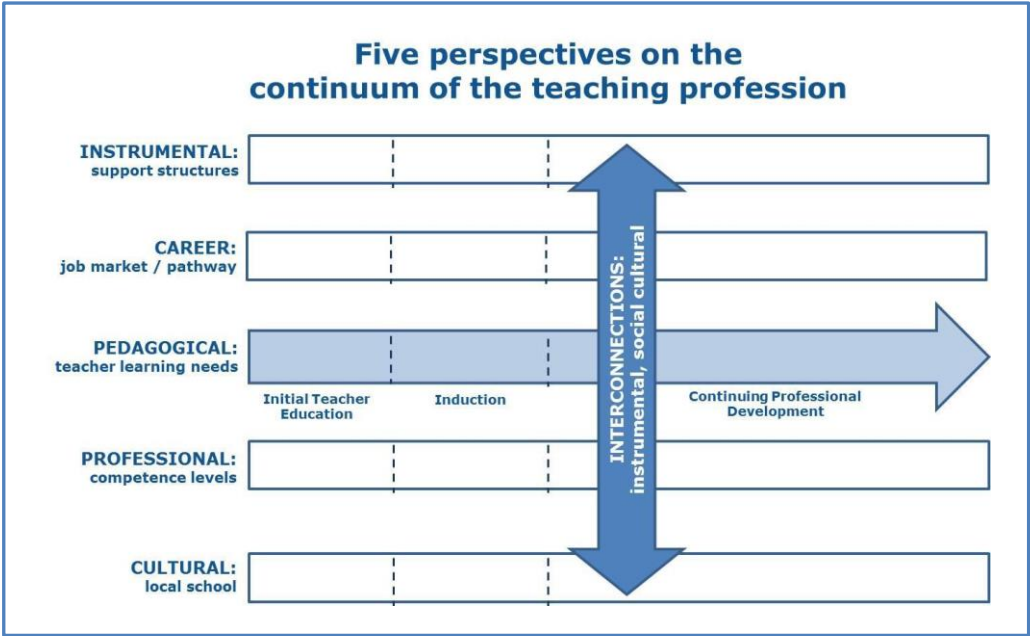 Five perspectives on the
continuum of the teaching profession
INSTRUMENTAL:
support structures
CAREER:
job market / pathway
PEDAGOGICAL:
teacher learning needs
Initial Teacher
Education
Induction
Continuing Professional
Development
PROFESSIONAL:
competence levels
CULTURAL:
local school
INTERCONNECTIONS:
instrumental, social cultural